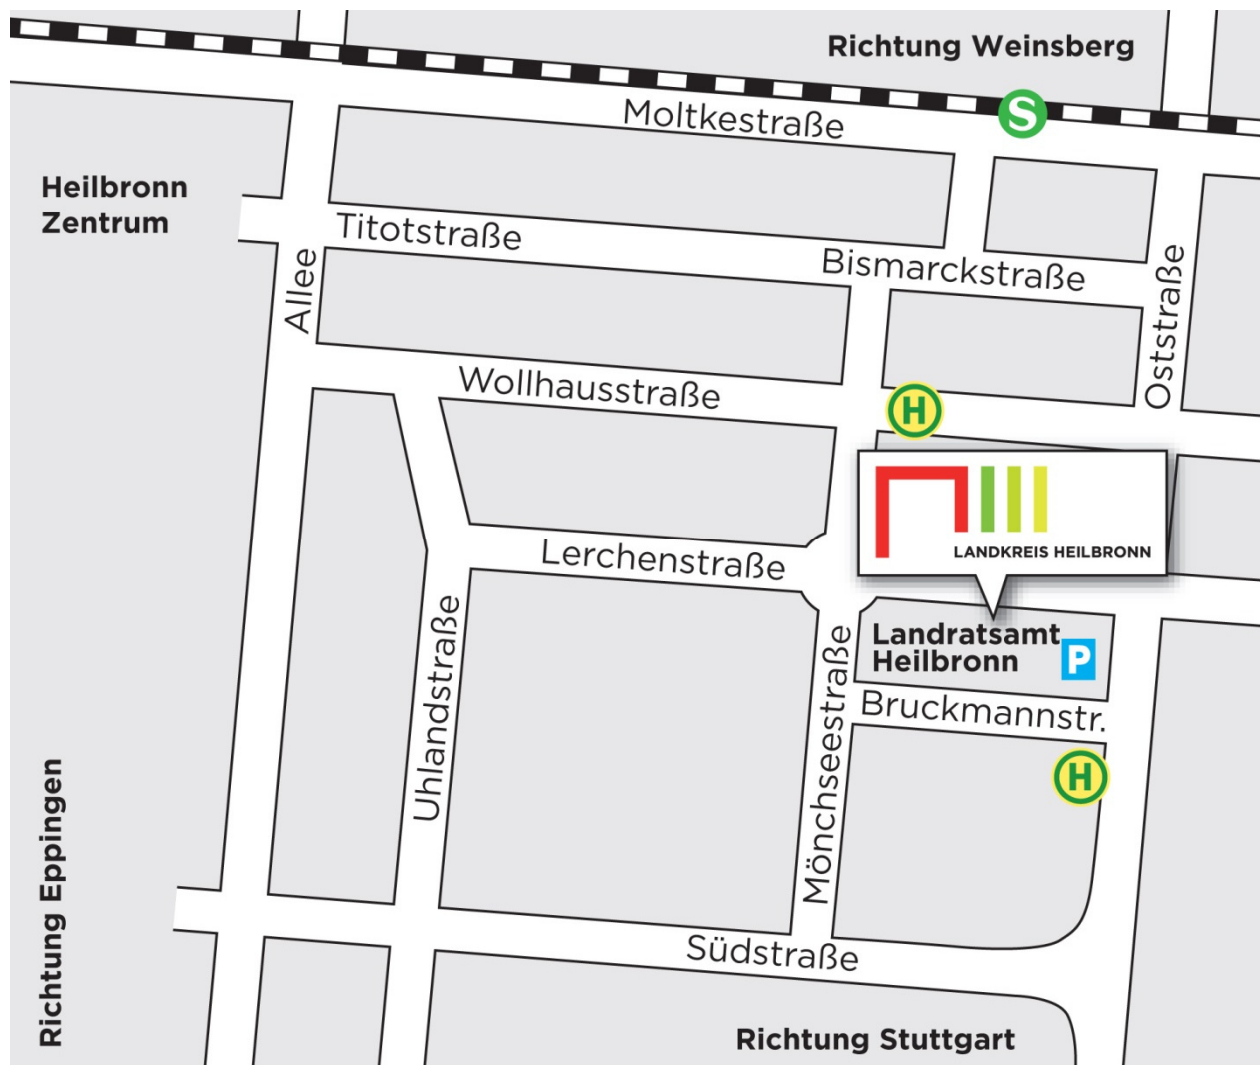 Richtung Weinsberg
S
Moltkestraße
Heilbronn
Zentrum
Titotstraße
Bismarckstraße
Allee
Oststraße
Wollhausstraße
H
LANDKREIS HEILBRONN
Lerchenstraße
Landratsamt
Heilbronn
P
Uhlandstraße
Mönchseestraße
Bruckmannstr.
H
Richtung Eppingen
Südstraße
Richtung Stuttgart